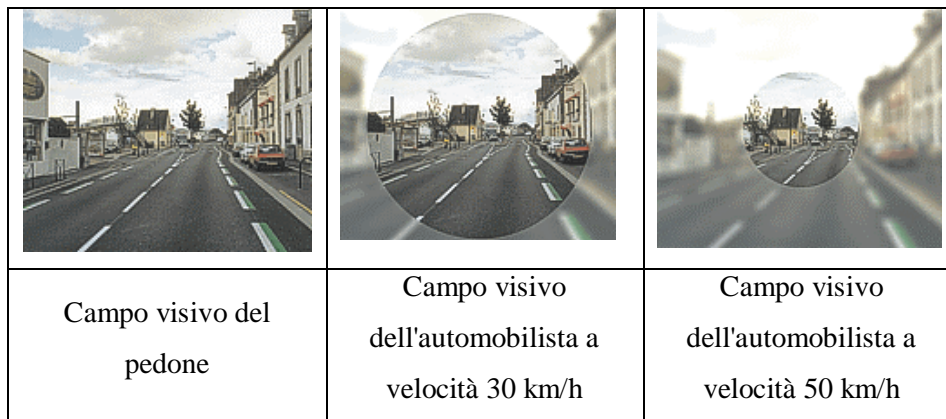 Campo visivo del
pedone
Campo visivo
dell'automobilista a
velocità 30 km/h
Campo visivo
dell'automobilista a
velocità 50 km/h